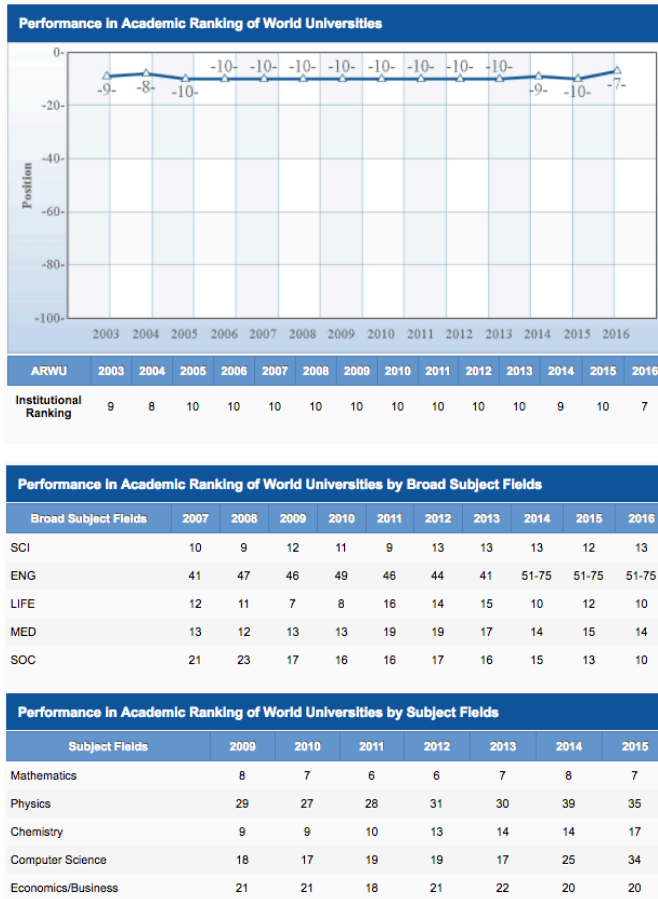 Performance in Academic Ranking of World Universities
0-
-20-
-40-
-60-
-80-
-100-
Position
-9- -8- -10- -10- -10- -10- -10- -10- -10- -10- -10- -9- -10- -7-
2003 2004 2005 2006 2007 2008 2009 2010 2011 2012 2013 2014 2015 2016
ARWU 2003 2004 2005 2006 2007 2008 2009 2010 2011 2012 2013 2014 2015 2016
Institutional
Ranking 9 8 10 10 10 10 10 10 10 10 10 9 10 7
Performance in Academic Ranking of World Universities by Broad Subject Fields
Broad Subject Fields 2007 2008 2009 2010 2011 2012 2013 2014 2015 2016
SCI 10 9 12 11 9 13 13 13 12 13
ENG 41 47 46 49 46 44 41 51-75 51-75 51-75
LIFE 12 11 7 8 16 14 15 10 12 10
MED 13 12 13 13 19 19 17 14 15 14
SOC 21 23 17 16 16 17 16 15 13 10
Performance in Academic Ranking of World Universities by Subject Fields
Subject Fields 2009 2010 2011 2012 2013 2014 2015
Mathematics 8 7 6 6 7 8 7
Physics 29 27 28 31 30 39 35
Chemistry 9 9 10 13 14 14 17
Computer Science 18 17 19 19 17 25 34
Economics/Business 21 21 18 21 22 20 20